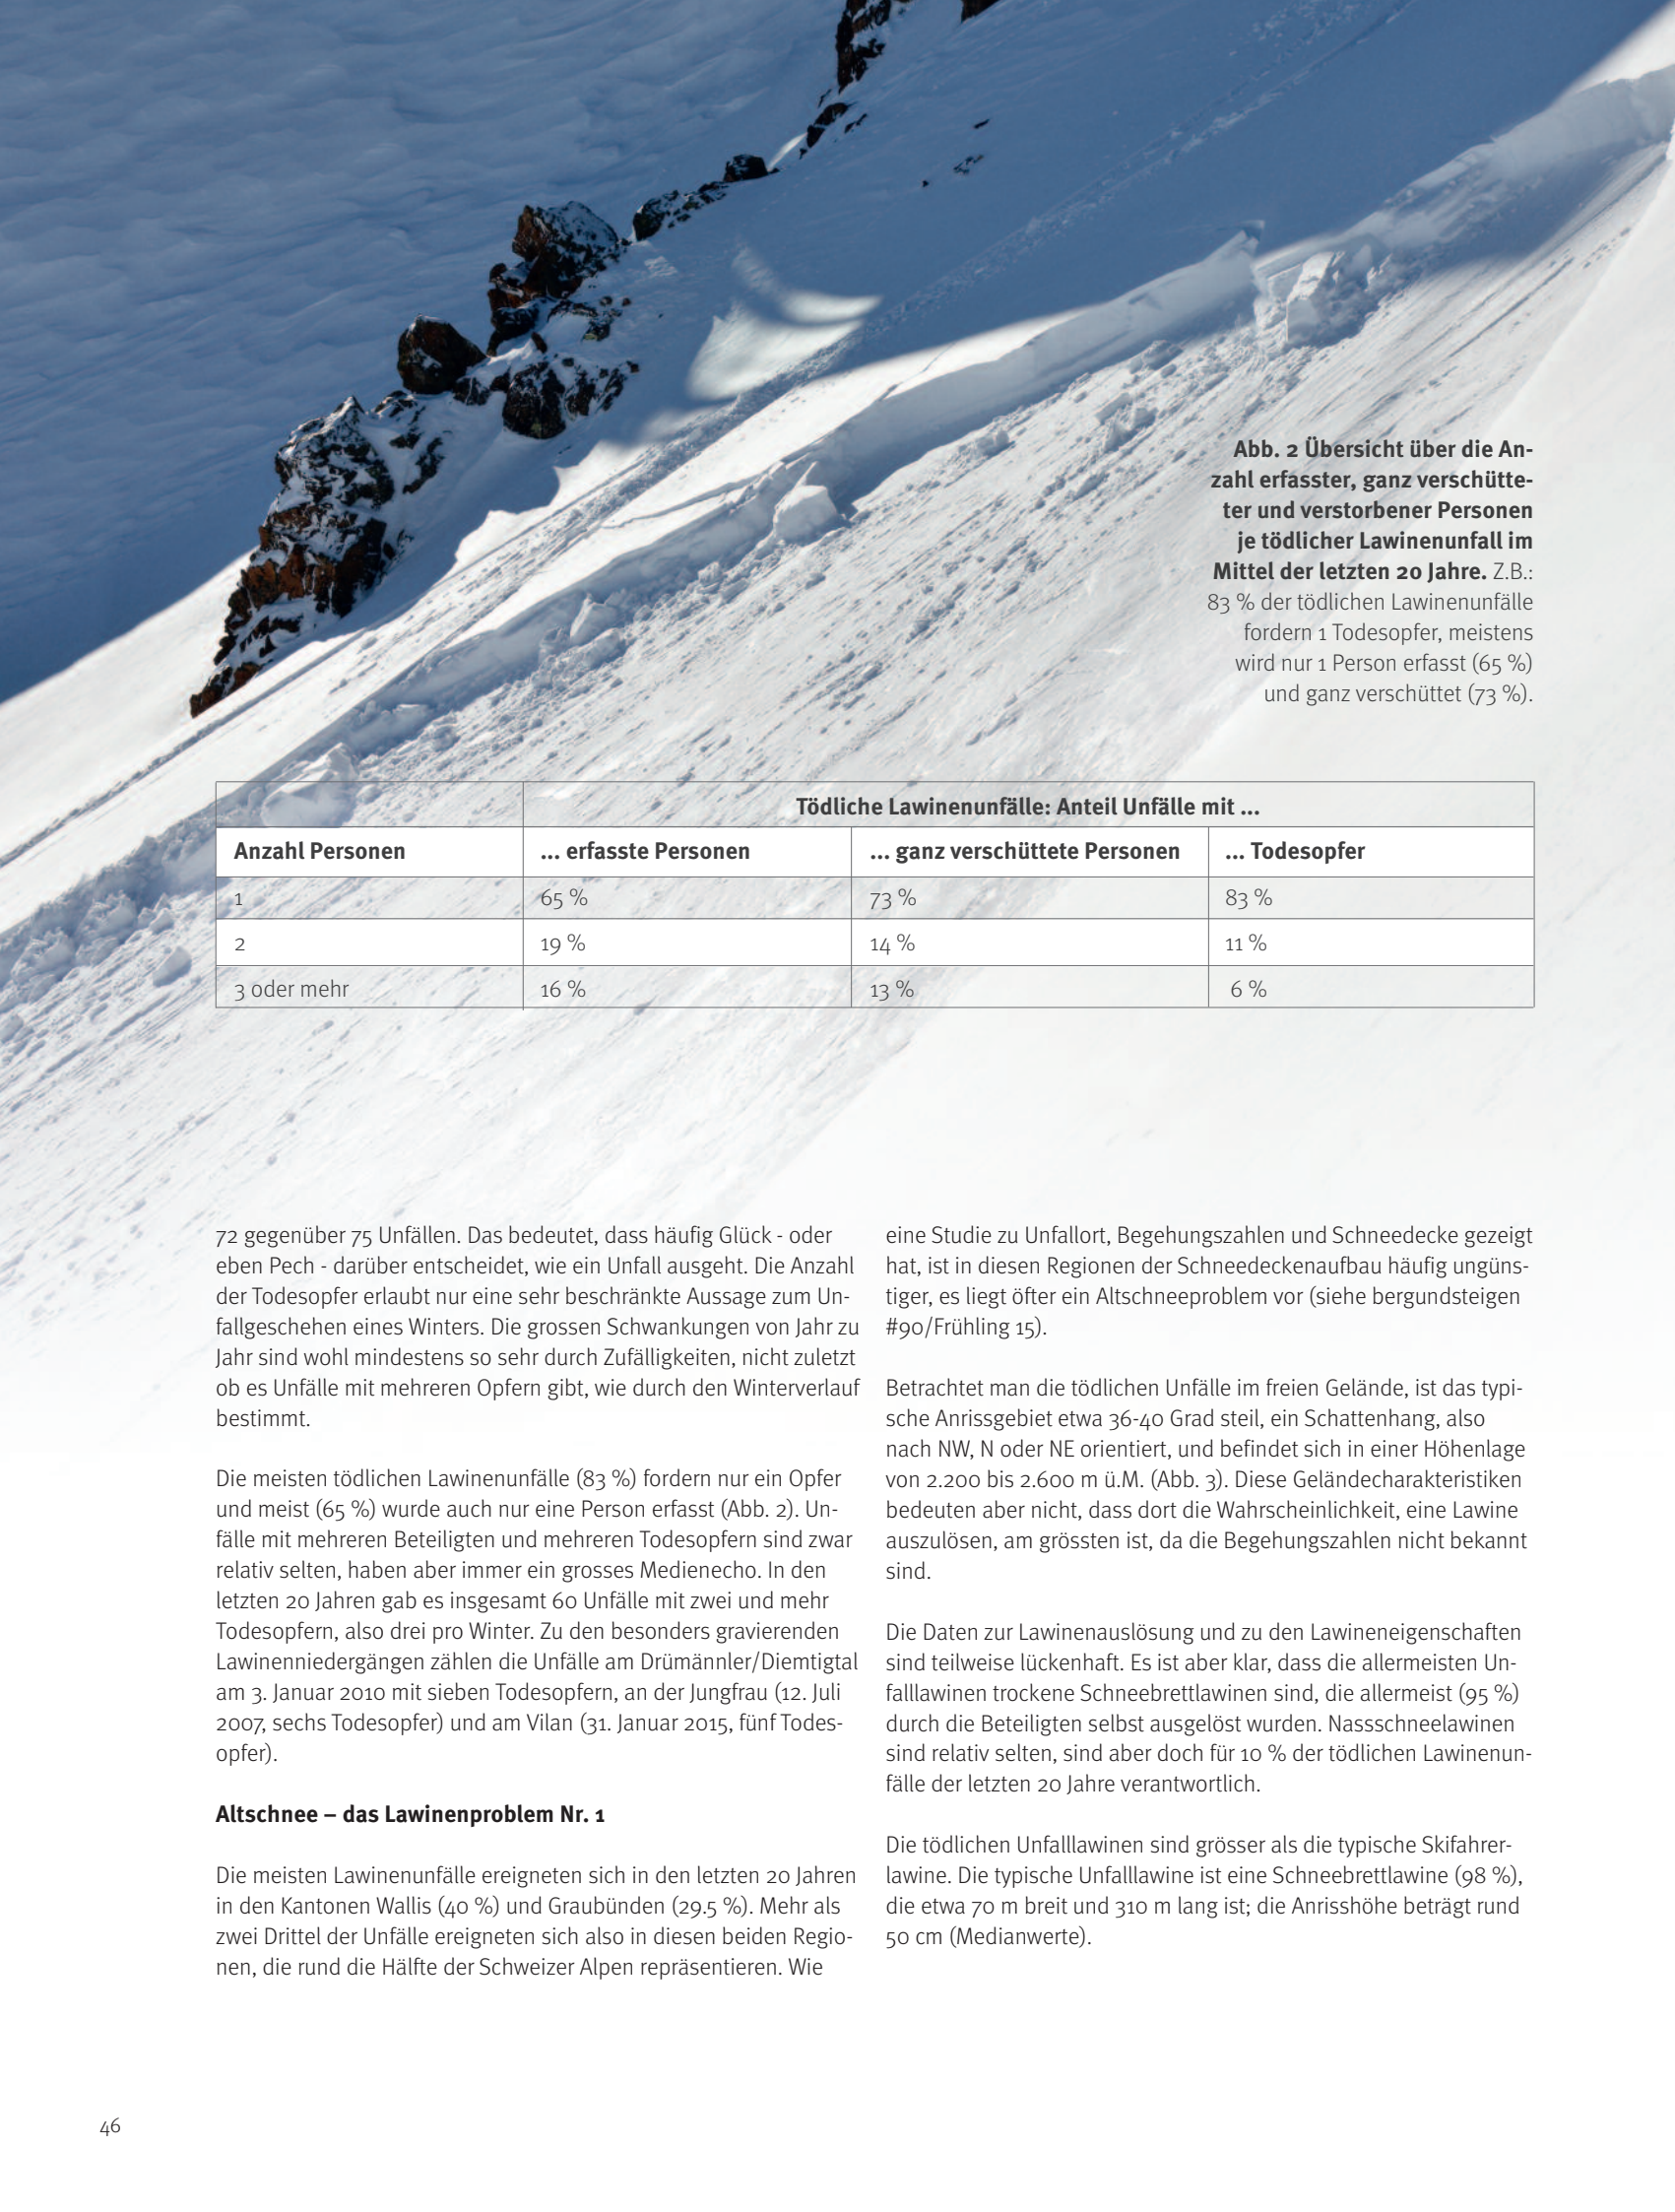 Abb. 2 Übersicht über die An-
zahl erfasster, ganz verschütte-
ter und verstorbener Personen
je tödlicher Lawinenunfall im
Mittel der letzten 20 Jahre. Z.B.:
83 % der tödlichen Lawinenunfälle
fordern 1 Todesopfer, meistens
wird nur 1 Person erfasst (65 %)
und ganz verschüttet (73 %).
Tödliche Lawinenunfälle: Anteil Unfälle mit ...
Anzahl Personen ... erfasste Personen ... ganz verschüttete Personen ... Todesopfer
1 65 % 73 % 83 %
2 19 % 14 % 11 %
3 oder mehr 16 % 13 % 6 %
72 gegenüber 75 Unfällen. Das bedeutet, dass häufig Glück - oder
eben Pech - darüber entscheidet, wie ein Unfall ausgeht. Die Anzahl
der Todesopfer erlaubt nur eine sehr beschränkte Aussage zum Un-
fallgeschehen eines Winters. Die grossen Schwankungen von Jahr zu
Jahr sind wohl mindestens so sehr durch Zufälligkeiten, nicht zuletzt
ob es Unfälle mit mehreren Opfern gibt, wie durch den Winterverlauf
bestimmt.
Die meisten tödlichen Lawinenunfälle (83 %) fordern nur ein Opfer
und meist (65 %) wurde auch nur eine Person erfasst (Abb. 2). Un-
fälle mit mehreren Beteiligten und mehreren Todesopfern sind zwar
relativ selten, haben aber immer ein grosses Medienecho. In den
letzten 20 Jahren gab es insgesamt 60 Unfälle mit zwei und mehr
Todesopfern, also drei pro Winter. Zu den besonders gravierenden
Lawinenniedergängen zählen die Unfälle am Drümännler/Diemtigtal
am 3. Januar 2010 mit sieben Todesopfern, an der Jungfrau (12. Juli
2007, sechs Todesopfer) und am Vilan (31. Januar 2015, fünf Todes-
opfer).
Altschnee – das Lawinenproblem Nr. 1
Die meisten Lawinenunfälle ereigneten sich in den letzten 20 Jahren
in den Kantonen Wallis (40 %) und Graubünden (29.5 %). Mehr als
zwei Drittel der Unfälle ereigneten sich also in diesen beiden Regio-
nen, die rund die Hälfte der Schweizer Alpen repräsentieren. Wie
eine Studie zu Unfallort, Begehungszahlen und Schneedecke gezeigt
hat, ist in diesen Regionen der Schneedeckenaufbau häufig ungüns-
tiger, es liegt öfter ein Altschneeproblem vor (siehe bergundsteigen
#90/Frühling 15).
Betrachtet man die tödlichen Unfälle im freien Gelände, ist das typi-
sche Anrissgebiet etwa 36-40 Grad steil, ein Schattenhang, also
nach NW, N oder NE orientiert, und befindet sich in einer Höhenlage
von 2.200 bis 2.600 m ü.M. (Abb. 3). Diese Geländecharakteristiken
bedeuten aber nicht, dass dort die Wahrscheinlichkeit, eine Lawine
auszulösen, am grössten ist, da die Begehungszahlen nicht bekannt
sind.
Die Daten zur Lawinenauslösung und zu den Lawineneigenschaften
sind teilweise lückenhaft. Es ist aber klar, dass die allermeisten Un-
falllawinen trockene Schneebrettlawinen sind, die allermeist (95 %)
durch die Beteiligten selbst ausgelöst wurden. Nassschneelawinen
sind relativ selten, sind aber doch für 10 % der tödlichen Lawinenun-
fälle der letzten 20 Jahre verantwortlich.
Die tödlichen Unfalllawinen sind grösser als die typische Skifahrer-
lawine. Die typische Unfalllawine ist eine Schneebrettlawine (98 %),
die etwa 70 m breit und 310 m lang ist; die Anrisshöhe beträgt rund
50 cm (Medianwerte).
46